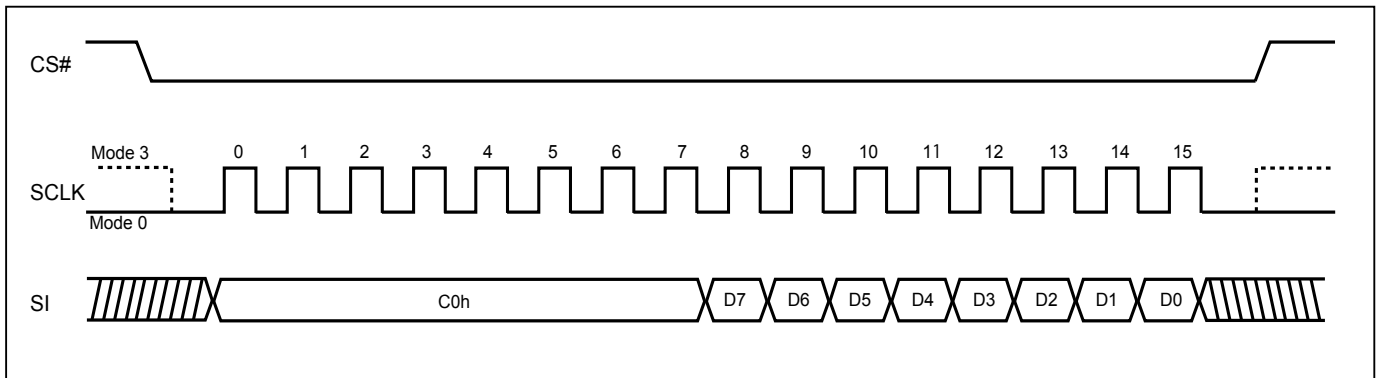 CS#
Mode 3
0 1 2 3 4 5 6 7 8 9 10 11 12 13 14 15
SCLK
Mode 0
SI
C0h D7 D6 D5 D4 D3 D2 D1 D0